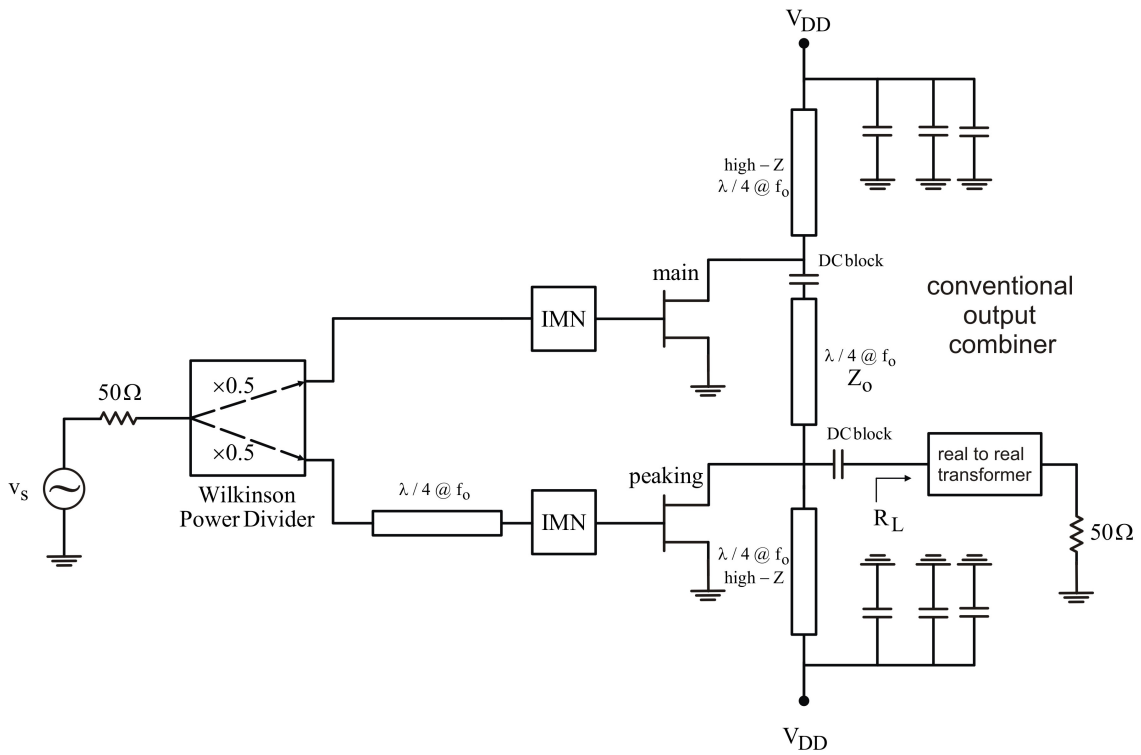 V_DD
high – Z
λ / 4 @ f_o
DC block
main
conventional
output
combiner
IMN
λ / 4 @ f_o
Z_o
×0.5
50Ω
×0.5
DC block
real to real
transformer
peaking
v_s
λ / 4 @ f_o
Wilkinson
Power Divider
IMN
R_L
50Ω
λ / 4 @ f_o
high – Z
V_DD